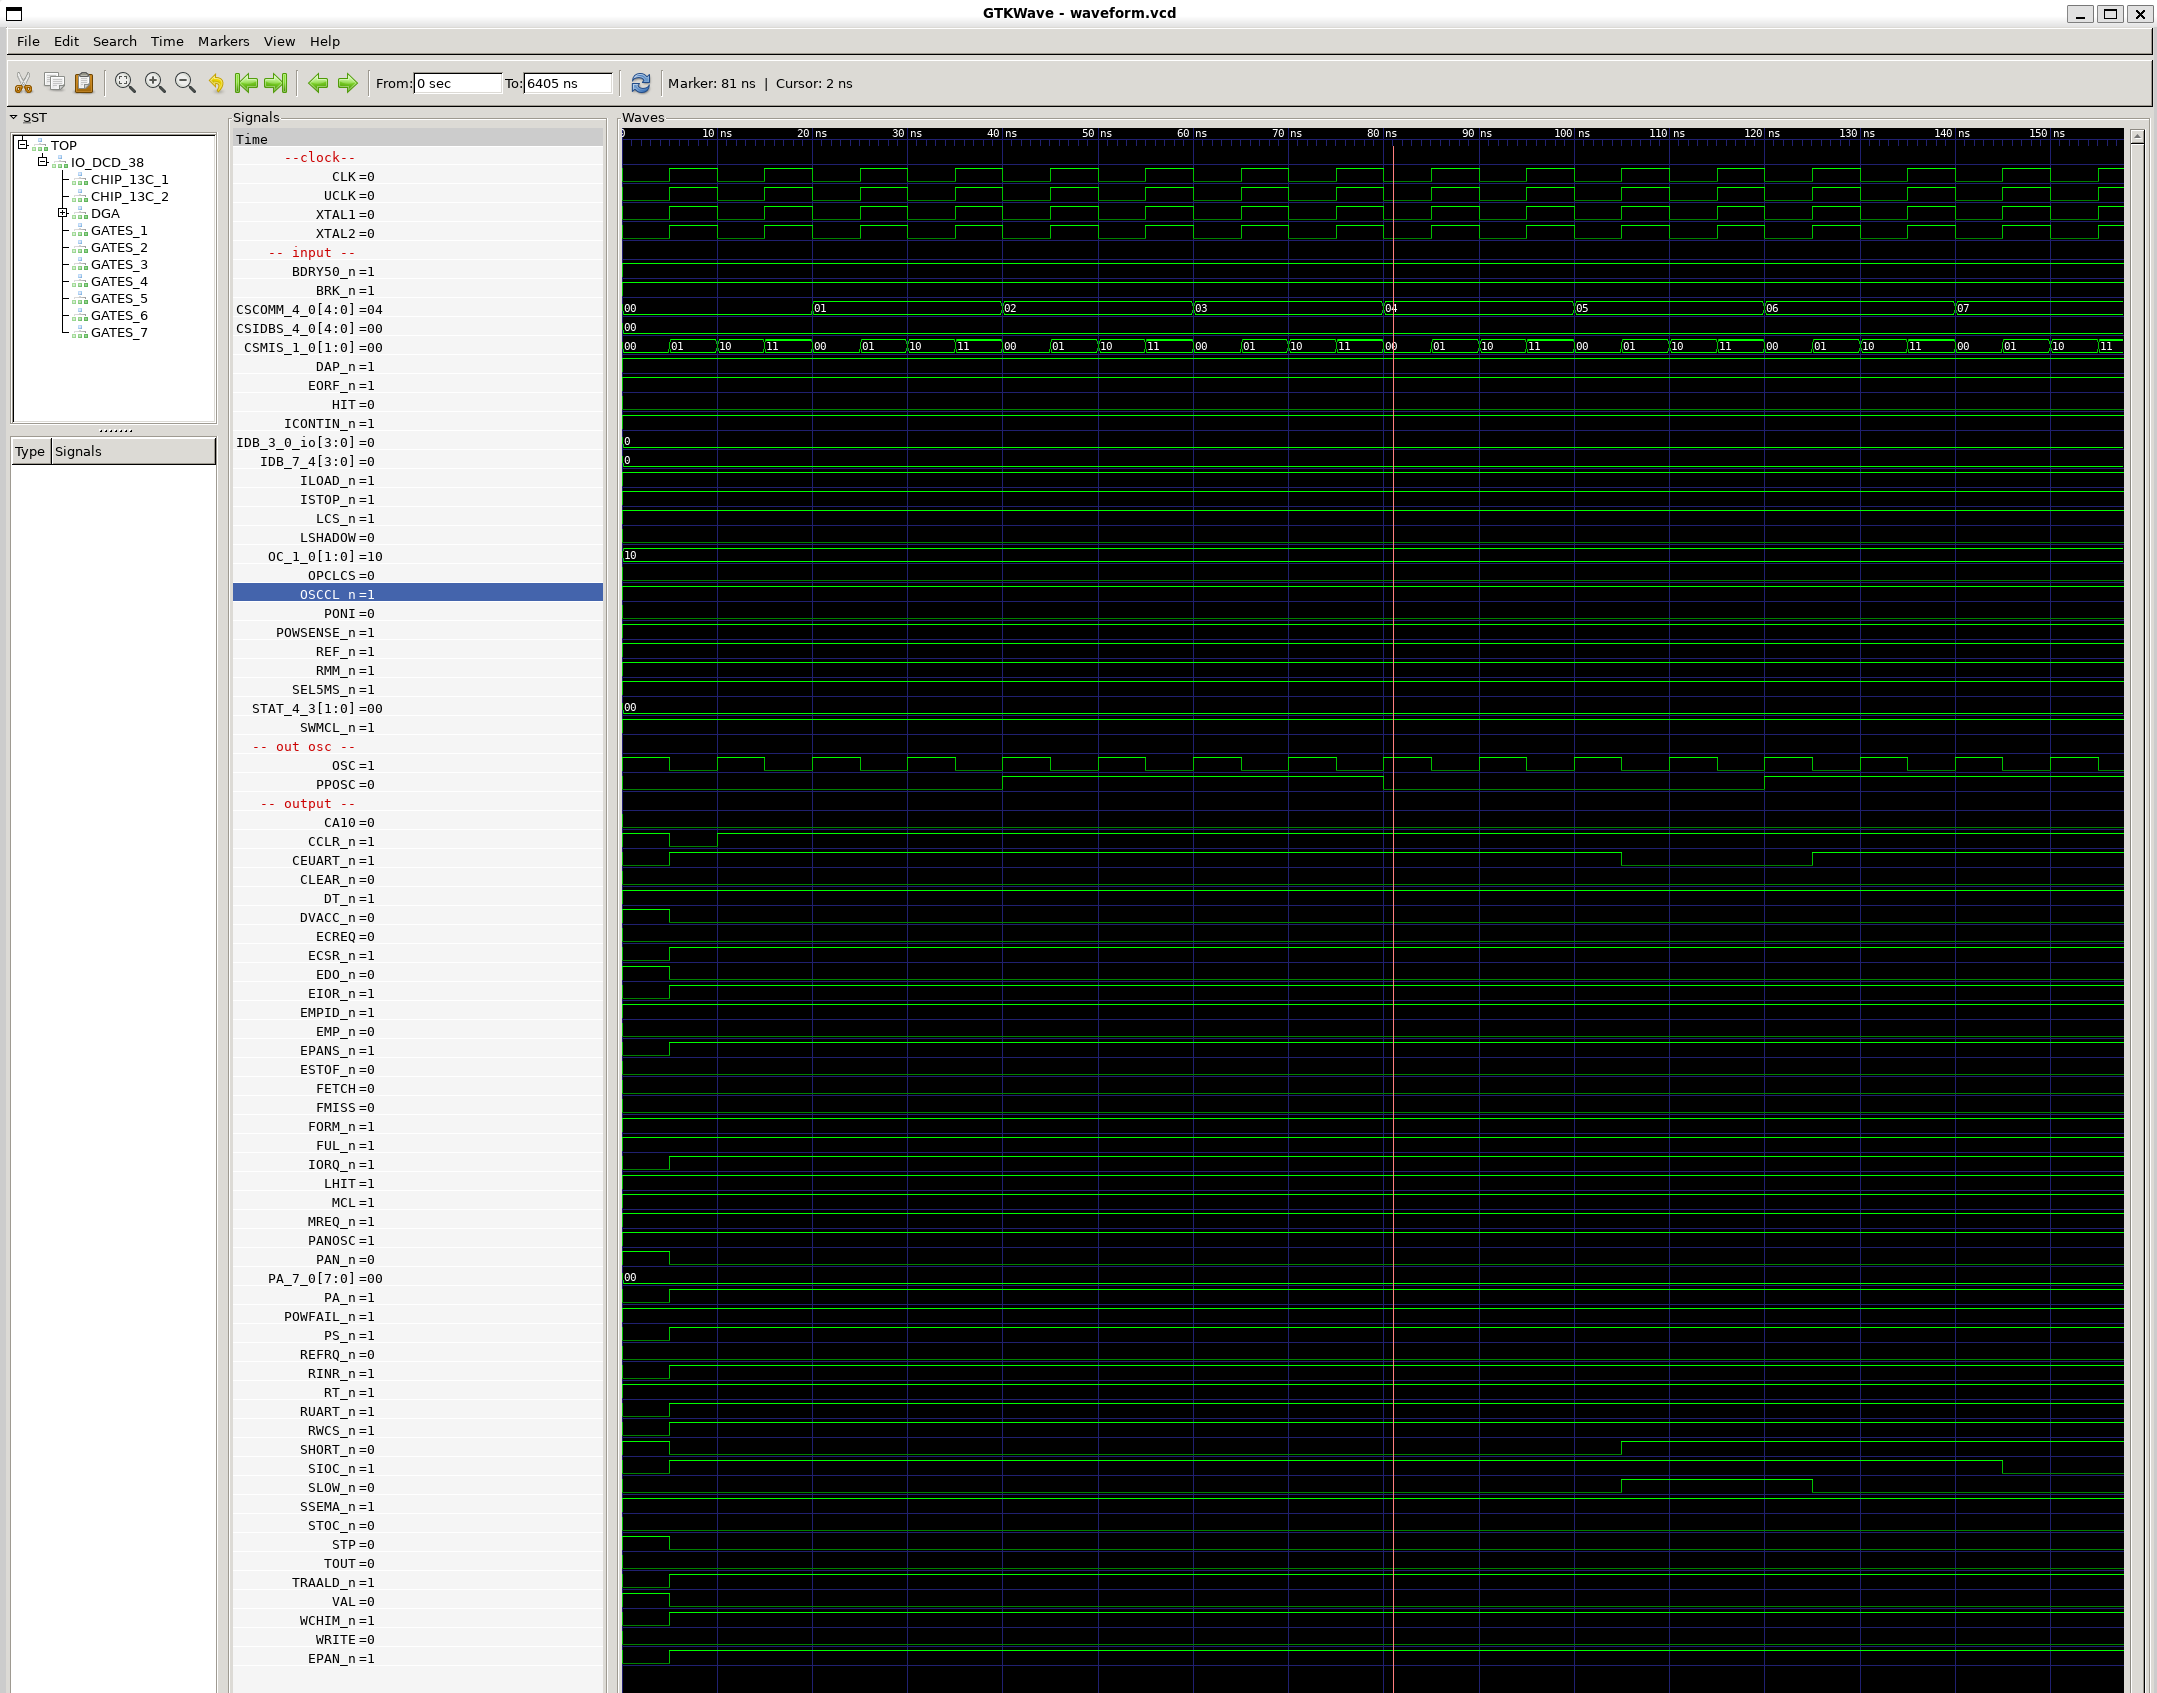 GTKWave - waveform.vcd
File Edit Search Time Markers View Help
From: 0 sec To: 6405 ns Marker: 81 ns | Cursor: 2 ns
SST
TOP
IO_DCD_38
CHIP_13C_1
CHIP_13C_2
DGA
GATES_1
GATES_2
GATES_3
GATES_4
GATES_5
GATES_6
GATES_7
Type Signals
Signals
Time
--clock--
CLK=0
UCLK=0
XTAL1=0
XTAL2=0
-- input --
BDRY50_n=1
BRK_n=1
CSCOMM_4_0[4:0]=04
CSIDBS_4_0[4:0]=00
CSMIS_1_0[1:0]=00
DAP_n=1
EORF_n=1
HIT=0
ICONTIN_n=1
IDB_3_0_io[3:0]=0
IDB_7_4[3:0]=0
ILOAD_n=1
ISTOP_n=1
LCS_n=1
LSHADOW=0
OC_1_0[1:0]=10
OPCLCS=0
OSCCL_n=1
PONI=0
POWSENSE_n=1
REF_n=1
RMM_n=1
SEL5MS_n=1
STAT_4_3[1:0]=00
SWMCL_n=1
-- out osc --
OSC=1
PPOSC=0
-- output --
CA10=0
CCLR_n=1
CEUART_n=1
CLEAR_n=0
DT_n=1
DVACC_n=0
ECREQ=0
ECSR_n=1
EDO_n=0
EIOR_n=1
EMPID_n=1
EMP_n=0
EPANS_n=1
ESTOF_n=0
FETCH=0
FMISS=0
FORM_n=1
FUL_n=1
IORQ_n=1
LHIT=1
MCL=1
MREQ_n=1
PANOSC=1
PAN_n=0
PA_7_0[7:0]=00
PA_n=1
POWFAIL_n=1
PS_n=1
REFRQ_n=0
RINR_n=1
RT_n=1
RUART_n=1
RWCS_n=1
SHORT_n=0
SIOC_n=1
SLOW_n=0
SSEMA_n=1
STOC_n=0
STP=0
TOUT=0
TRAALD_n=1
VAL=0
WCHIM_n=1
WRITE=0
EPAN_n=1
Waves
0 10 ns 20 ns 30 ns 40 ns 50 ns 60 ns 70 ns 80 ns 90 ns 100 ns 110 ns 120 ns 130 ns 140 ns 150 ns
00 01 02 03 04 05 06 07
00
00 01 10 11 00 01 10 11 00 01 10 11 00 01 10 11 00 01 10 11 00 01 10 11 00 01 10 11 00 01 10 11
0
0
10
00
00